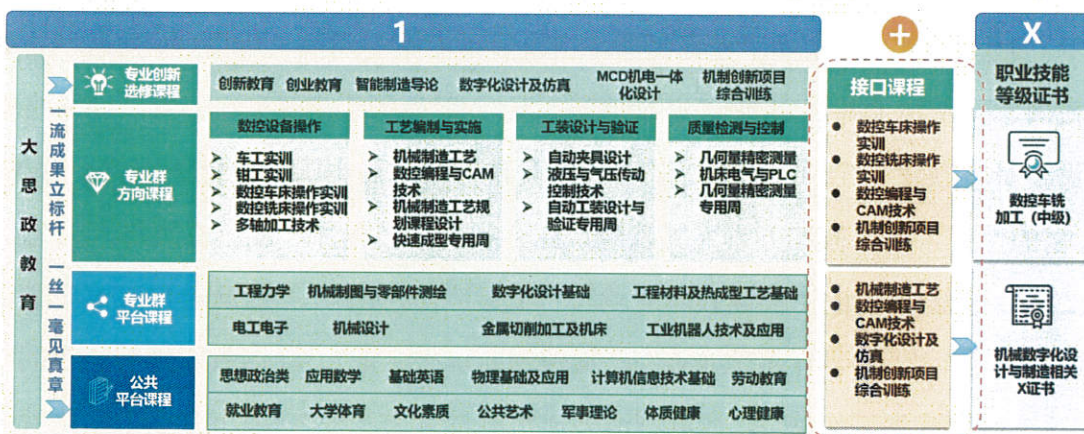 1
+
X
大思政教育
一流成果立标杆
一丝一毫见真章
专业创新
选修课程
创新教育 创业教育 智能制造导论 数字化设计及仿真 MCD机电一体
化设计 机制创新项目
综合训练
专业群
方向课程
数控设备操作
车工实训
钳工实训
数控车床操作实训
数控铣床操作实训
多轴加工技术
工艺编制与实施
机械制造工艺
数控编程与CAM
技术
机械制造工艺规
划课程设计
快速成型专用周
工装设计与验证
自动夹具设计
液压与气压传动
控制技术
自动工装设计与
验证专用周
质量检测与控制
几何量精密测量
机床电气与PLC
几何量精密测量
专用周
专业群
平台课程
工程力学 机械制图与零部件测绘 数字化设计基础 工程材料及热成型工艺基础
电工电子 机械设计 金属切削加工及机床 工业机器人技术及应用
公共
平台课程
思想政治类 应用数学 基础英语 物理基础及应用 计算机信息技术基础 劳动教育
就业教育 大学体育 文化素质 公共艺术 军事理论 体质健康 心理健康
接口课程
数控车床操作
实训
数控铣床操作
实训
数控编程与
CAM技术
机制创新项目
综合训练
机械制造工艺
数控编程与
CAM技术
数字化设计及
仿真
机制创新项目
综合训练
职业技能
等级证书
数控车铣
加工（中级）
机械数字化设
计与制造相关
X证书